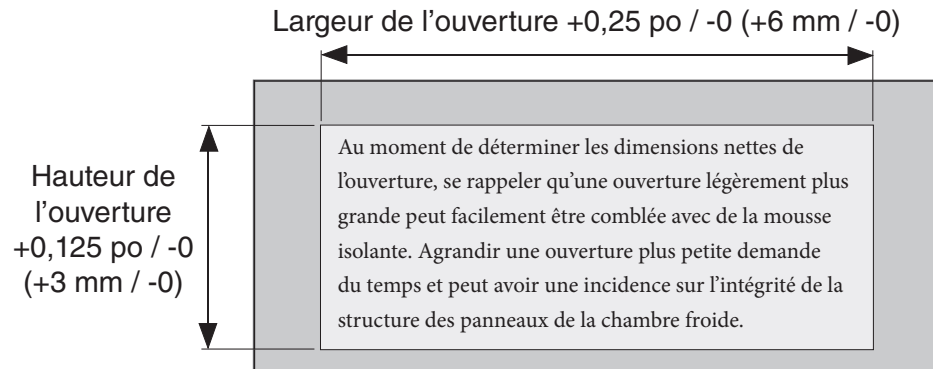 Largeur de l’ouverture +0,25 po / -0 (+6 mm / -0)
Hauteur de
l’ouverture
+0,125 po / -0
(+3 mm / -0)
Au moment de déterminer les dimensions nettes de
l’ouverture, se rappeler qu’une ouverture légèrement plus
grande peut facilement être comblée avec de la mousse
isolante. Agrandir une ouverture plus petite demande
du temps et peut avoir une incidence sur l’intégrité de la
structure des panneaux de la chambre froide.